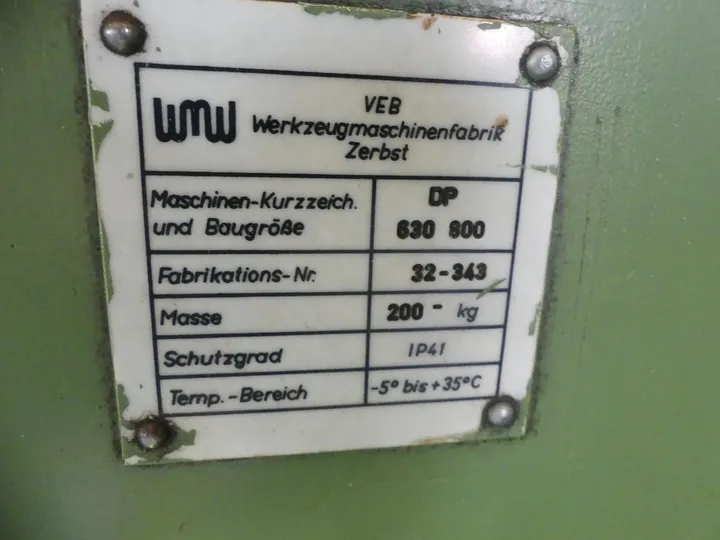 WMW
VEB
Werkzeugmaschinenfabrik
Zerbst
Maschinen-Kurzzeich.
und Baugröße
DP
630 800
Fabrikations-Nr.
32-343
Masse
200- kg
Schutzgrad
IP41
Temp.-Bereich
-5° bis +35°C